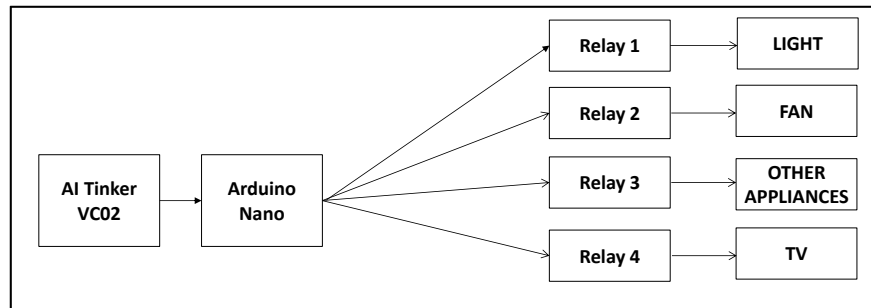 AI Tinker
VC02
Arduino
Nano
Relay 1
LIGHT
Relay 2
FAN
Relay 3
OTHER
APPLIANCES
Relay 4
TV